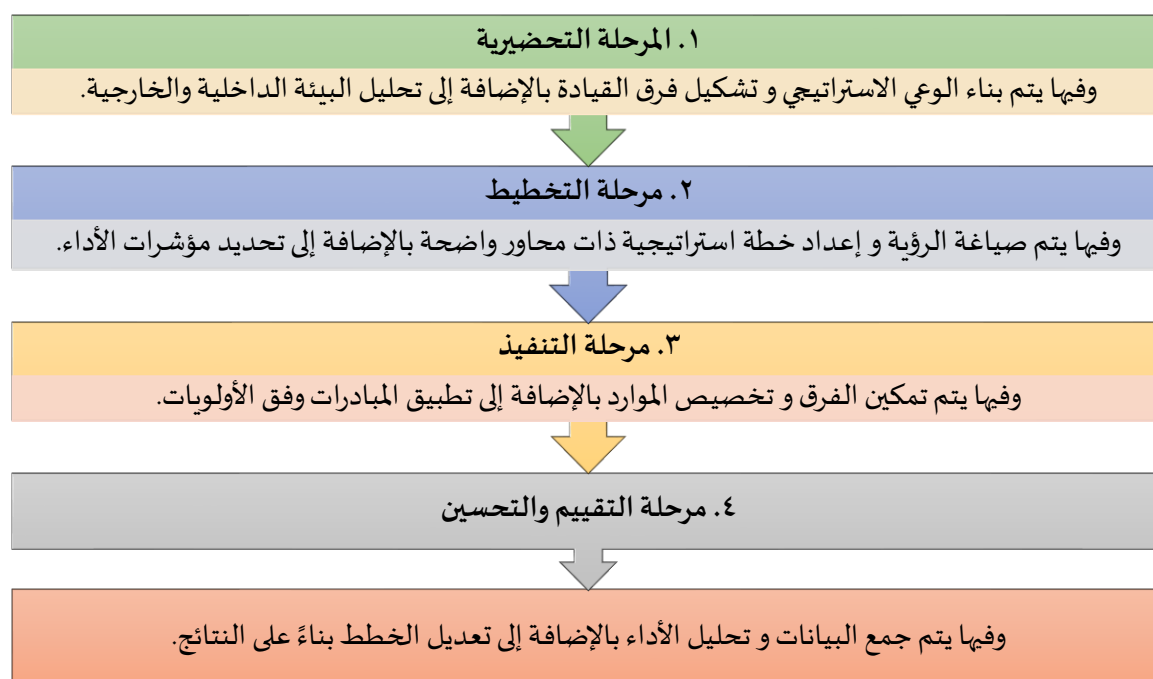 ١. المرحلة التحضيرية
وفيها يتم بناء الوعي الاستراتيجي و تشكيل فرق القيادة بالإضافة إلى تحليل البيئة الداخلية والخارجية.
٢. مرحلة التخطيط
وفيها يتم صياغة الرؤية و إعداد خطة استراتيجية ذات محاور واضحة بالإضافة إلى تحديد مؤشرات الأداء.
٣. مرحلة التنفيذ
وفيها يتم تمكين الفرق و تخصيص الموارد بالإضافة إلى تطبيق المبادرات وفق الأولويات.
٤. مرحلة التقييم والتحسين
وفيها يتم جمع البيانات و تحليل الأداء بالإضافة إلى تعديل الخطط بناءً على النتائج.